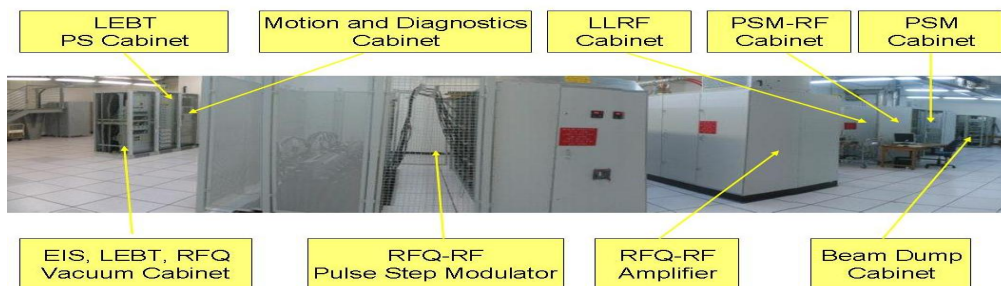 LEBT
PS Cabinet
Motion and Diagnostics
Cabinet
LLRF
Cabinet
PSM-RF
Cabinet
PSM
Cabinet
EIS, LEBT, RFQ
Vacuum Cabinet
RFQ-RF
Pulse Step Modulator
RFQ-RF
Amplifier
Beam Dump
Cabinet